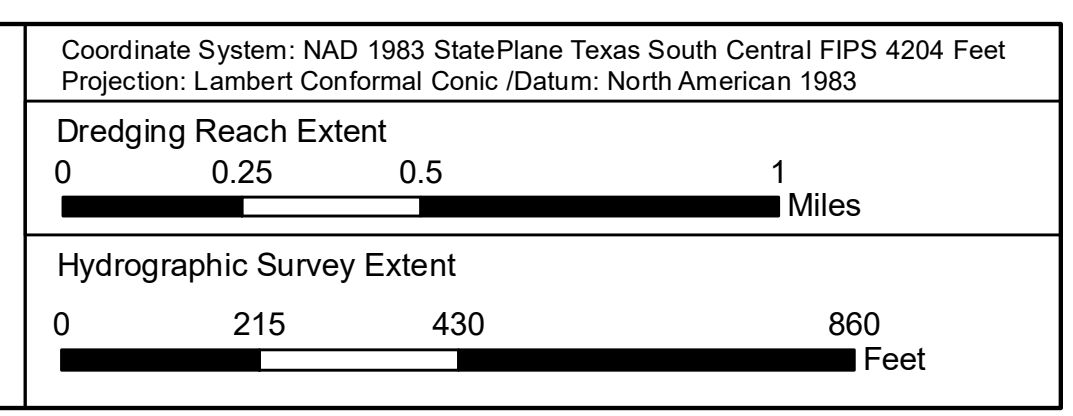 Coordinate System: NAD 1983 StatePlane Texas South Central FIPS 4204 Feet
Projection: Lambert Conformal Conic /Datum: North American 1983
Dredging Reach Extent
0 0.25 0.5 1
Miles
Hydrographic Survey Extent
0 215 430 860
Feet